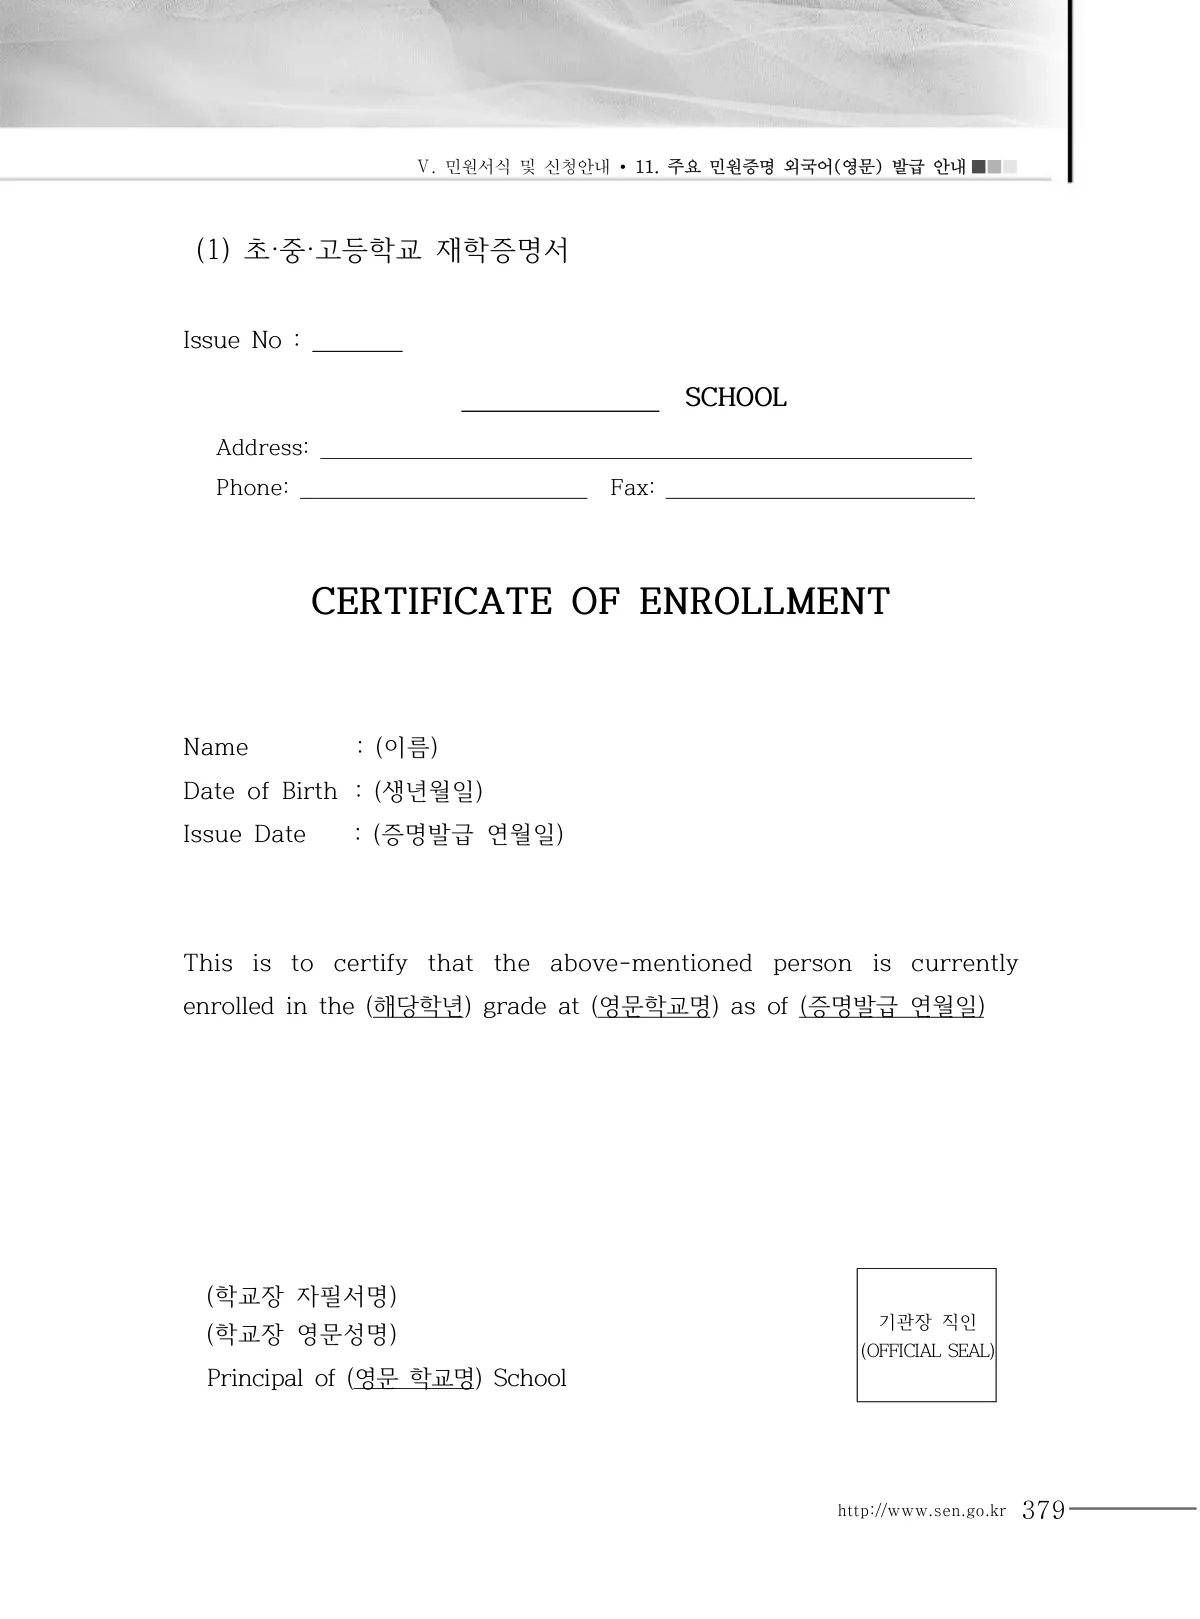 V. 민원서식 및 신청안내 • 11. 주요 민원증명 외국어(영문) 발급 안내
(1) 초·중·고등학교 재학증명서
Issue No : _______
_______________ SCHOOL
Address: _______________
Phone: _______________ Fax: _______________
CERTIFICATE OF ENROLLMENT
Name : (이름)
Date of Birth : (생년월일)
Issue Date : (증명발급 연월일)
This is to certify that the above-mentioned person is currently
enrolled in the (해당학년) grade at (영문학교명) as of (증명발급 연월일)
(학교장 자필서명)
(학교장 영문성명)
Principal of (영문 학교명) School
기관장 직인
(OFFICIAL SEAL)
http://www.sen.go.kr 379